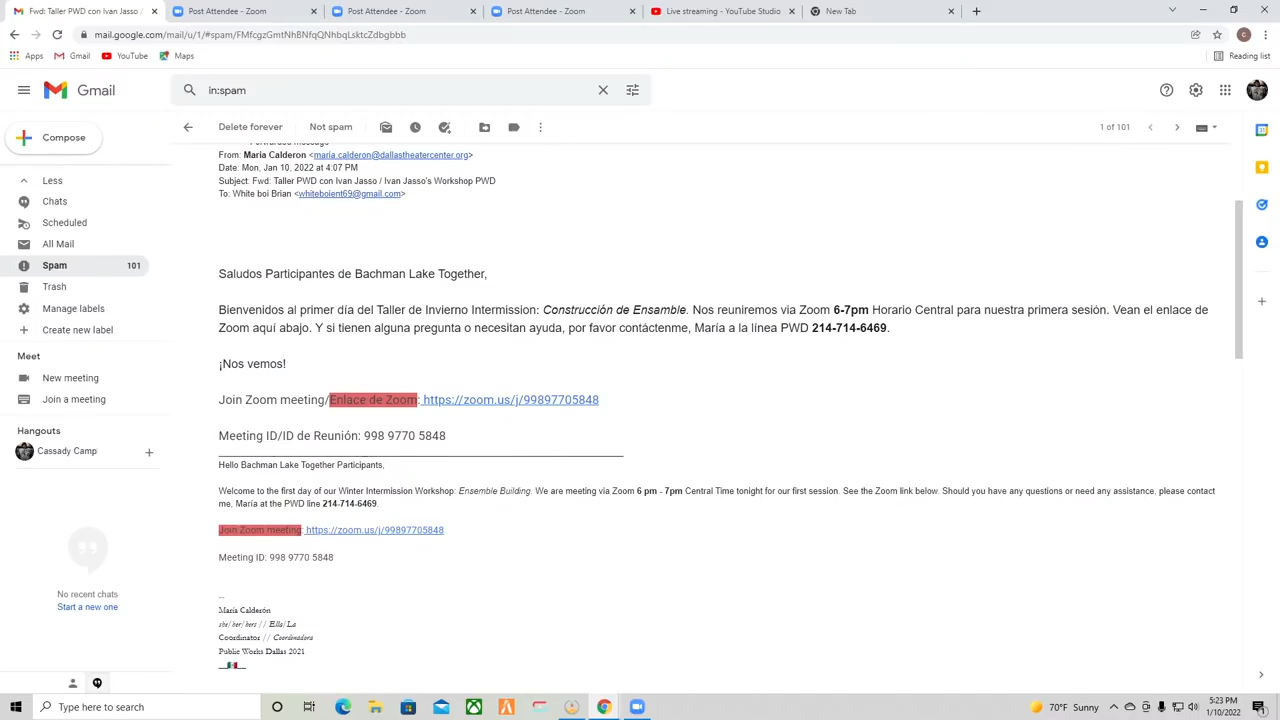 Fwd: Taller PWD con Ivan Jasso /
Post Attendee - Zoom
Post Attendee - Zoom
Post Attendee - Zoom
Live streaming - YouTube Studio
New Tab
mail.google.com/mail/u/1/#spam/FMfcgzGmtNhBNfqQNhbqLsktcZdbgbbb
C
Apps
Gmail
YouTube
Maps
Reading list
Gmail
in:spam
Compose
Delete forever
Not spam
1 of 101
Less
Chats
Scheduled
All Mail
Spam 101
Trash
Manage labels
Create new label
Meet
New meeting
Join a meeting
Hangouts
Cassady Camp
No recent chats
Start a new one
Forwarded message
From: Maria Calderon <maria.calderon@dallastheatercenter.org>
Date: Mon, Jan 10, 2022 at 4:07 PM
Subject: Fwd: Taller PWD con Ivan Jasso / Ivan Jasso's Workshop PWD
To: White boi Brian <whiteboient69@gmail.com>
Saludos Participantes de Bachman Lake Together,
Bienvenidos al primer día del Taller de Invierno Intermission: Construcción de Ensamble. Nos reuniremos via Zoom 6-7pm Horario Central para nuestra primera sesión. Vean el enlace de
Zoom aquí abajo. Y si tienen alguna pregunta o necesitan ayuda, por favor contáctenme, María a la línea PWD 214-714-6469.
¡Nos vemos!
Join Zoom meeting/Enlace de Zoom: https://zoom.us/j/99897705848
Meeting ID/ID de Reunión: 998 9770 5848
Hello Bachman Lake Together Participants,
Welcome to the first day of our Winter Intermission Workshop: Ensemble Building. We are meeting via Zoom 6 pm - 7pm Central Time tonight for our first session. See the Zoom link below. Should you have any questions or need any assistance, please contact
me, María at the PWD line 214-714-6469.
Join Zoom meeting: https://zoom.us/j/99897705848
Meeting ID: 998 9770 5848
--
María Calderón
she/her/hers // Ella/La
Coordinator // Coordinadora
Public Works Dallas 2021
Type here to search
70°F Sunny
5:23 PM
1/10/2022